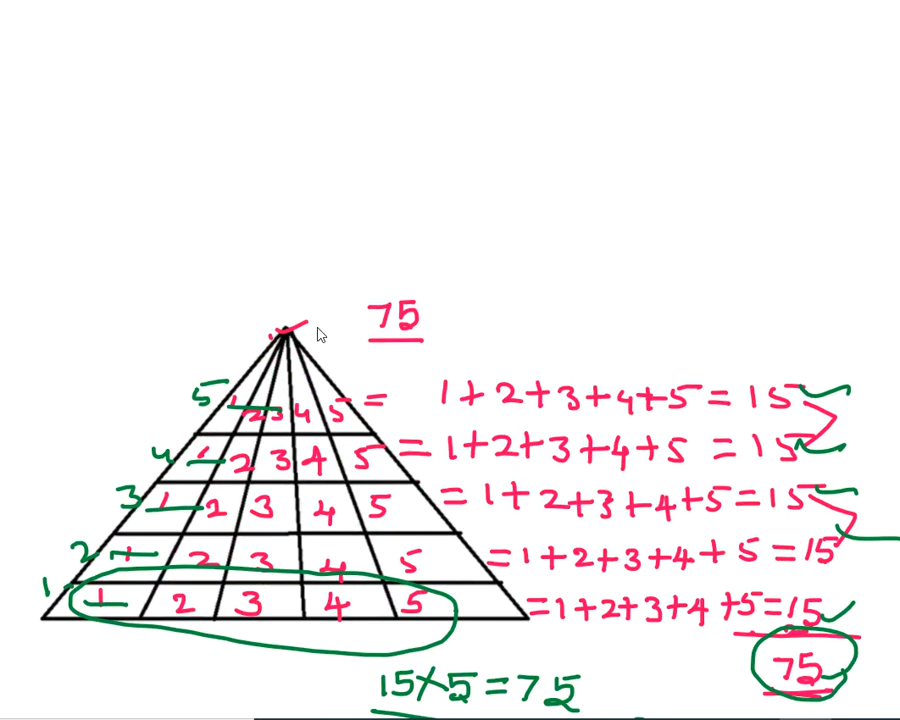 75
5 1 2 3 4 5 = 1+2+3+4+5 = 15
4 1 2 3 4 5 = 1+2+3+4+5 = 15
3 1 2 3 4 5 = 1+2+3+4+5=15
2 1 2 3 4 5 =1+2+3+4+5=15
1 1 2 3 4 5 =1+2+3+4+5=15
75
15×5=75